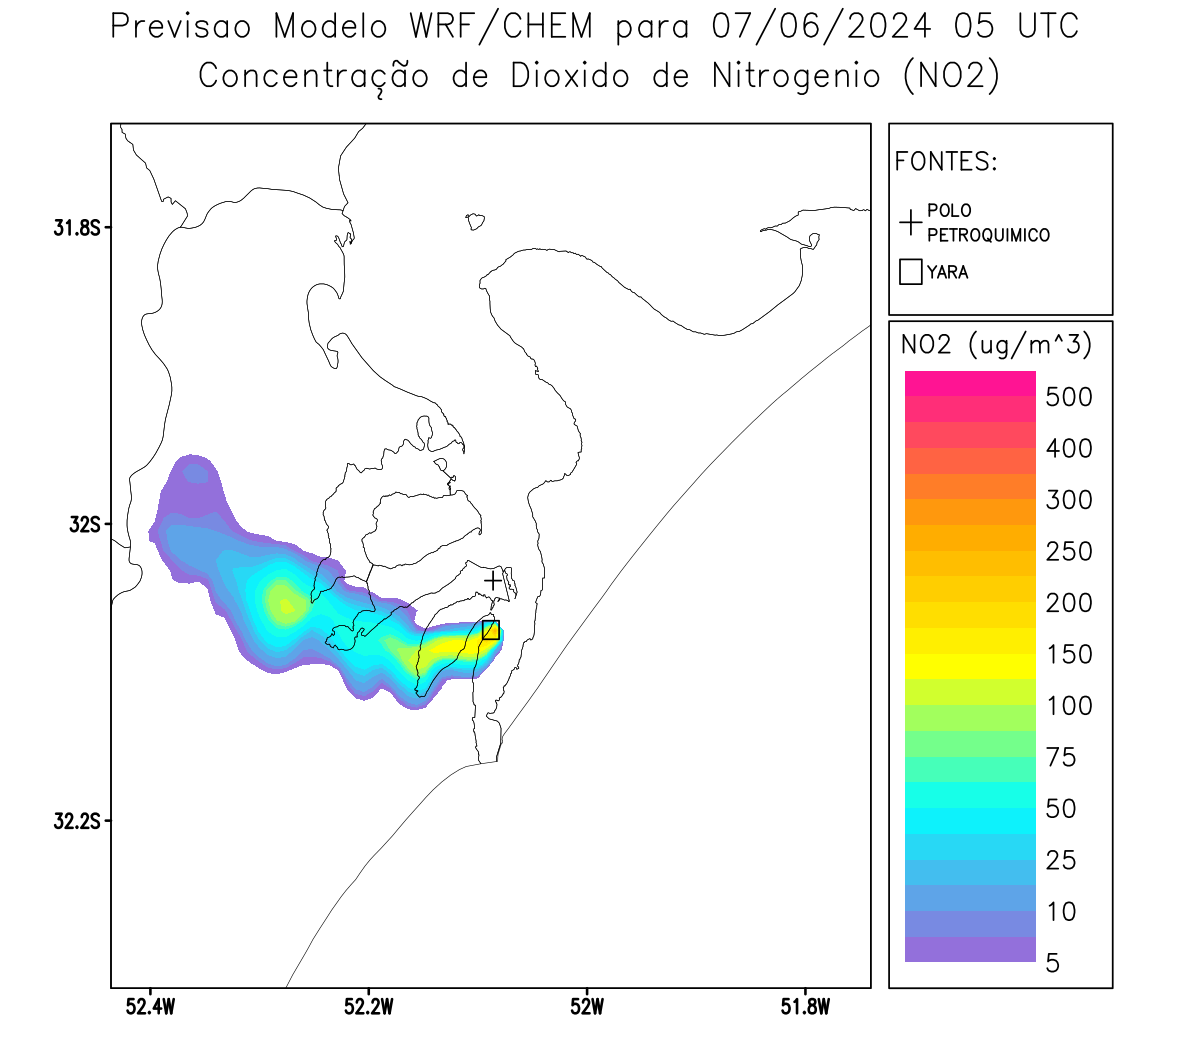 Previsao Modelo WRF/CHEM para 07/06/2024 05 UTC
Concentração de Dioxido de Nitrogenio (NO2)
FONTES:
POLO
PETROQUIMICO
YARA
NO2 (ug/m^3)
500
400
300
250
200
150
100
75
50
25
10
5
31.8S
32S
32.2S
52.4W
52.2W
52W
51.8W